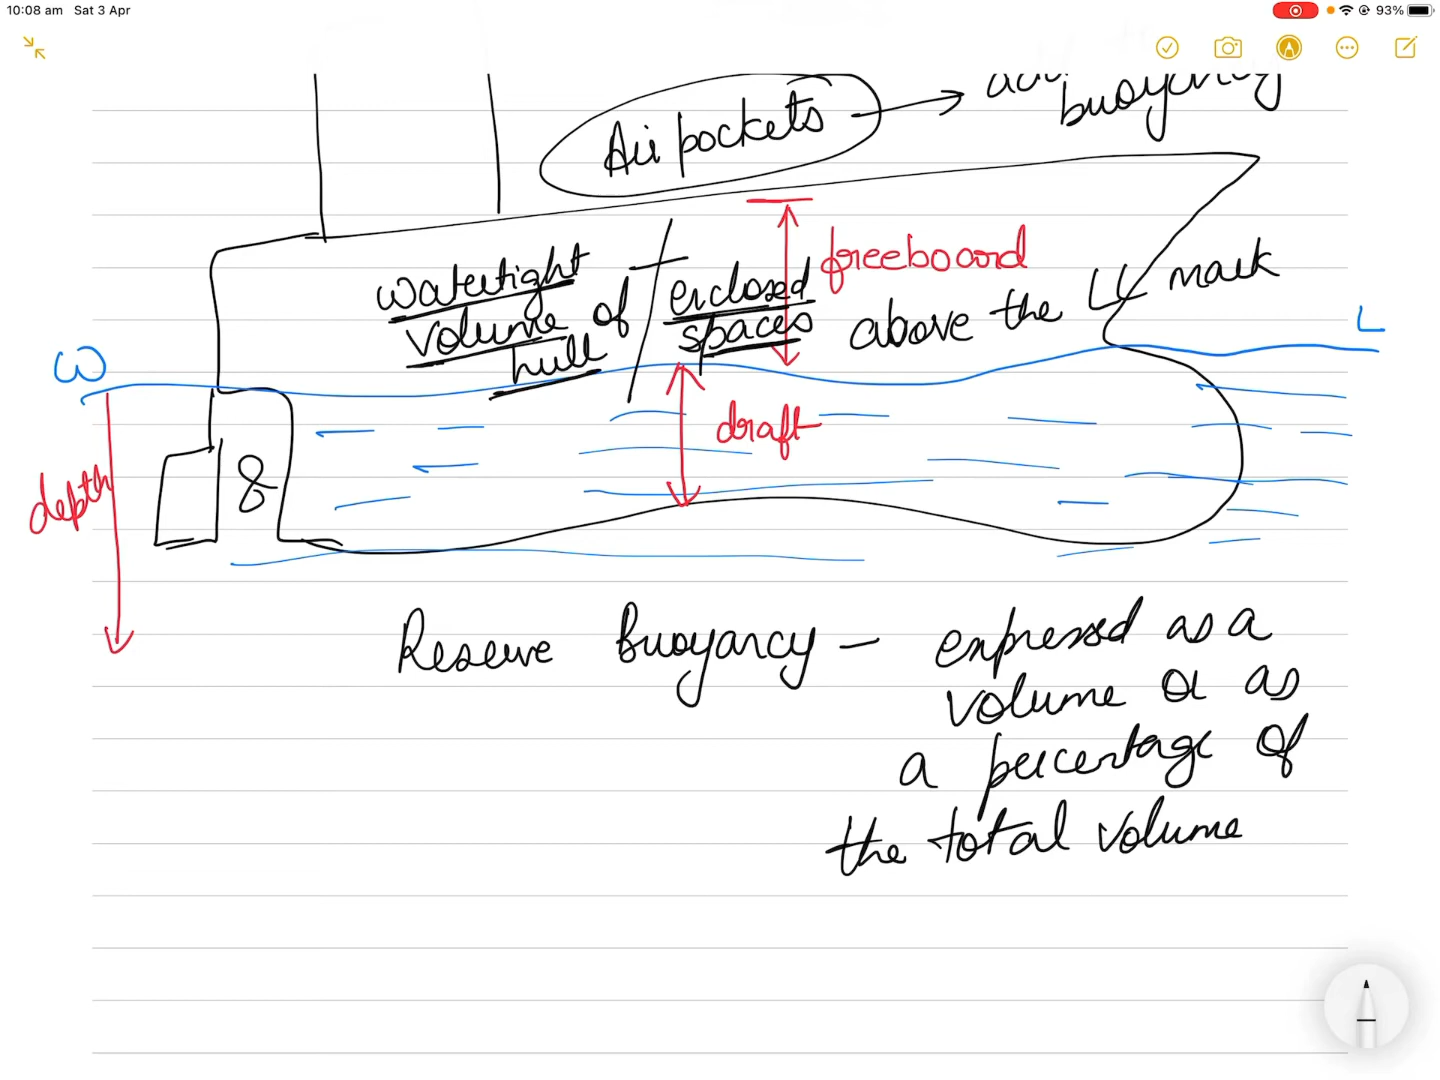 10:08 am Sat 3 Apr
93%
Air pockets
buoyancy
watertight
volume of
hull
enclosed
spaces
freeboard
above the LL mark
W
L
draft
depth
Reserve Buoyancy – expressed as a
volume or as
a percentage of
the total volume